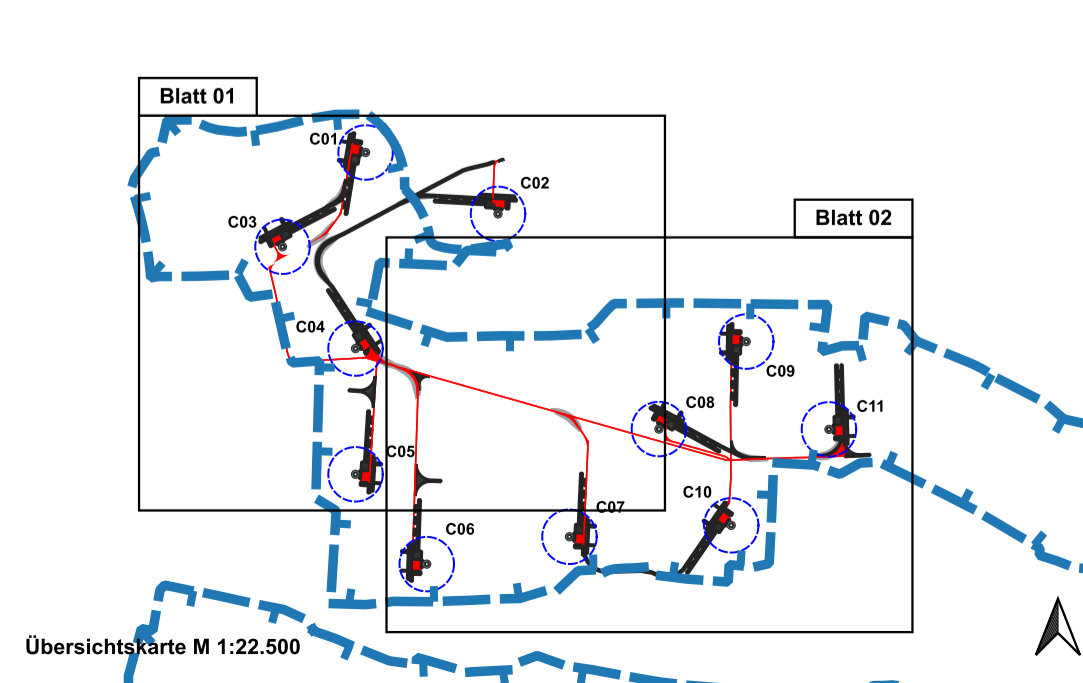 Blatt 01
C01
C02
C03
Blatt 02
C04
C09
C08
C11
C05
C10
C07
C06
Übersichtskarte M 1:22.500